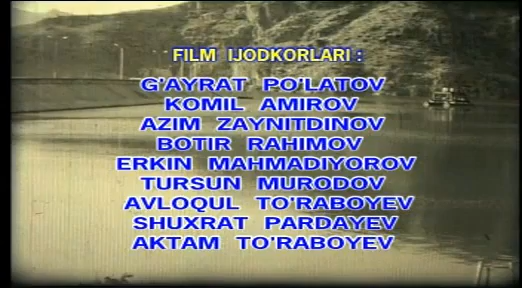 FILM IJODKORLARI :
G'AYRAT PO'LATOV
KOMIL AMIROV
AZIM ZAYNITDINOV
BOTIR RAHIMOV
ERKIN MAHMADIYOROV
TURSUN MURODOV
AVLOQUL TO'RABOYEV
SHUXRAT PARDAYEV
AKTAM TO'RABOYEV